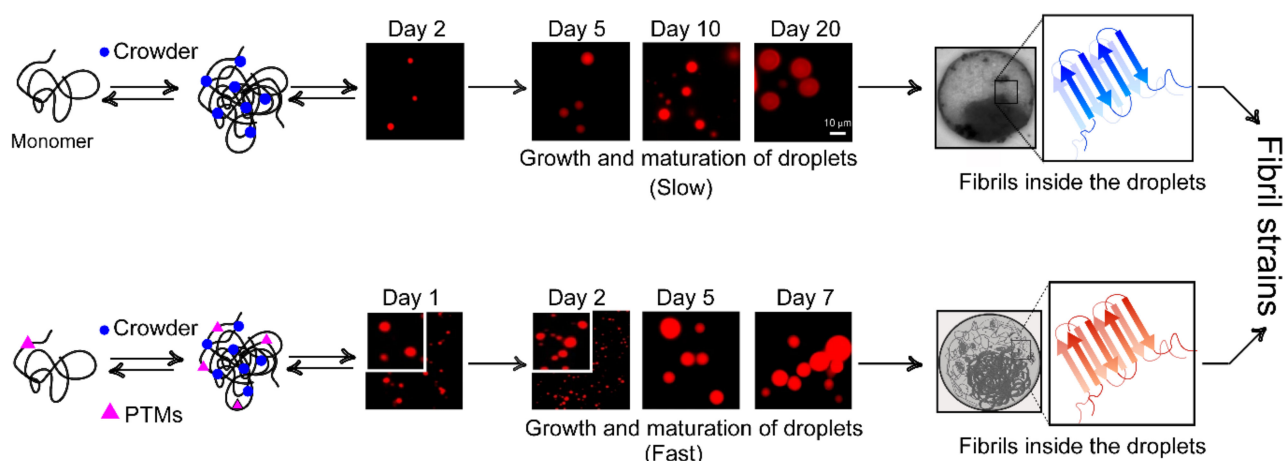 Crowder
Monomer
Day 2
Day 5
Day 10
Day 20
10 μm
Growth and maturation of droplets
(Slow)
Fibrils inside the droplets
Fibril strains
Crowder
PTMs
Day 1
Day 2
Day 5
Day 7
Growth and maturation of droplets
(Fast)
Fibrils inside the droplets